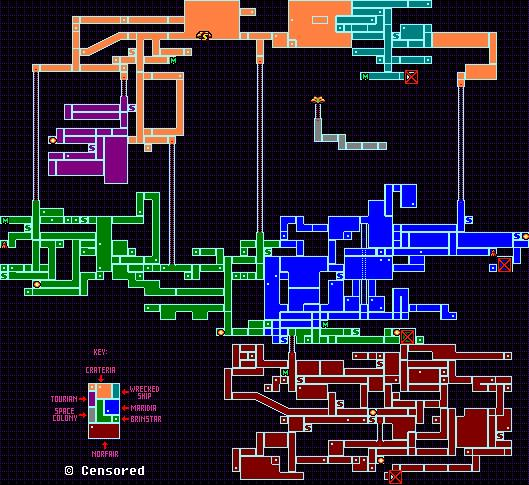 KEY:
CRATERIA
WRECKED
SHIP
TOURIAN
MARIDIA
SPACE
COLONY
BRINSTAR
NORFAIR
© Censored